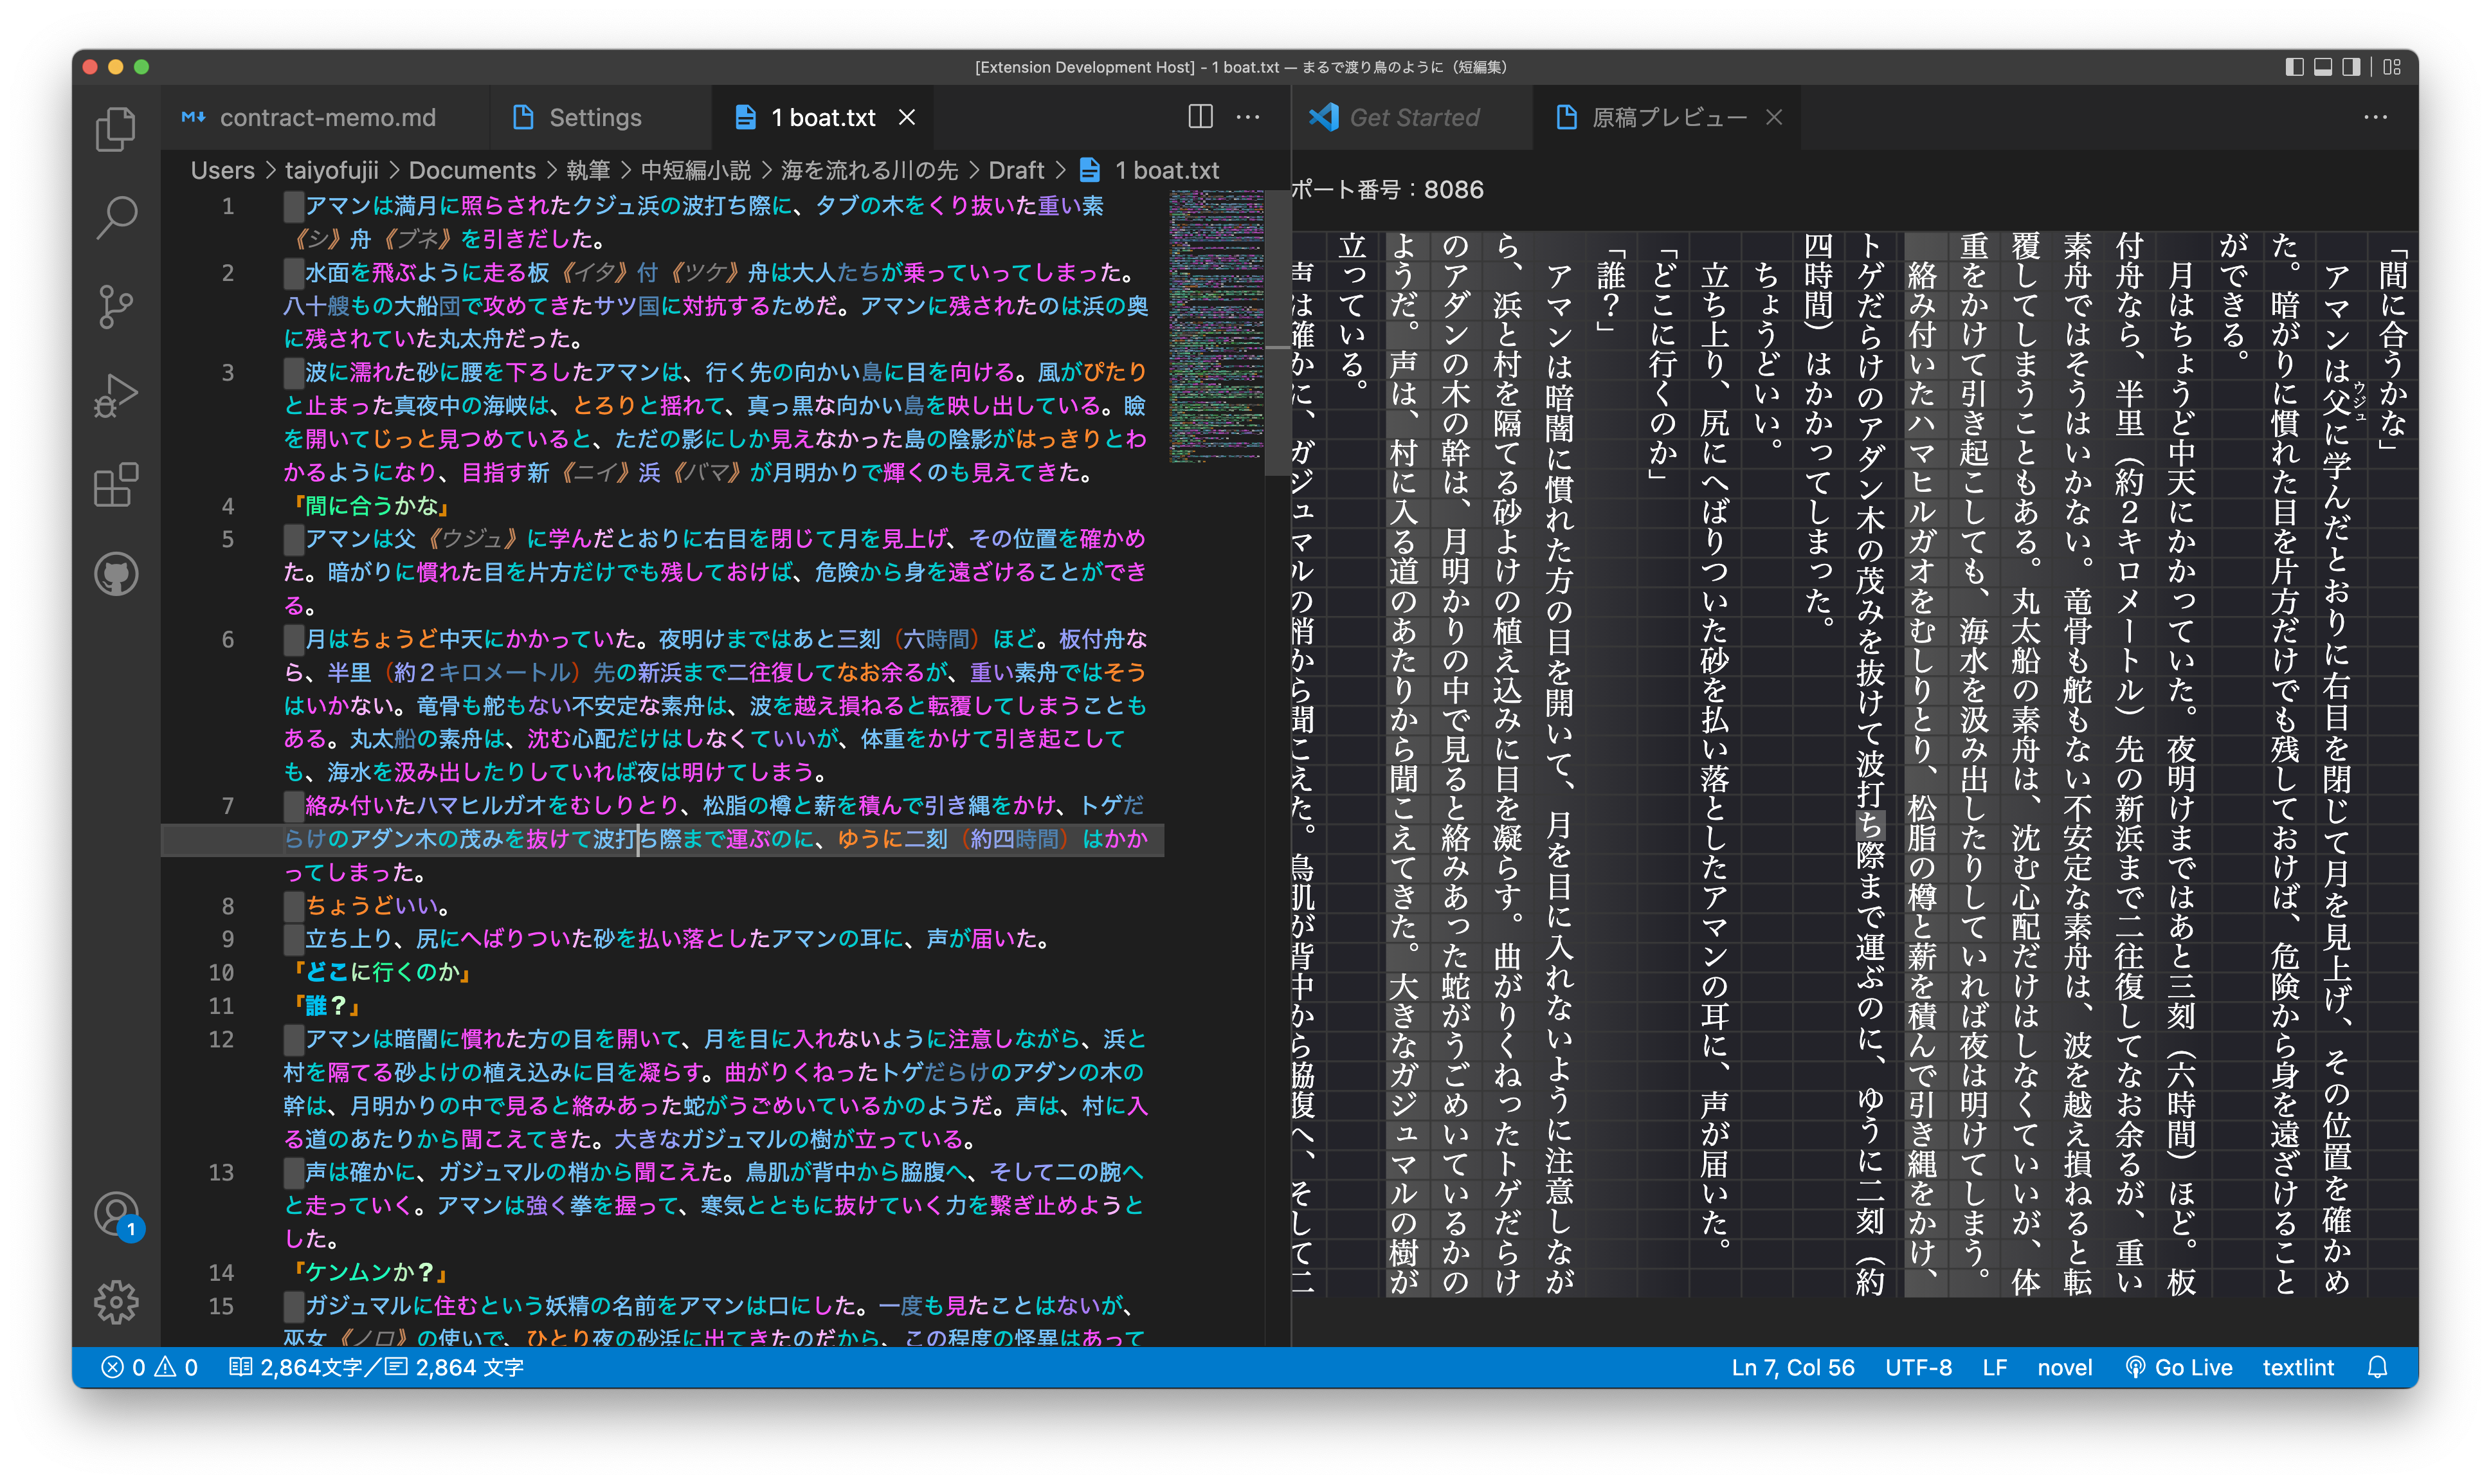 [Extension Development Host] - 1 boat.txt — まるで渡り鳥のように（短編集）
contract-memo.md
Settings
1 boat.txt
Users > taiyofujii > Documents > 執筆 > 中短編小説 > 海を流れる川の先 > Draft > 1 boat.txt
1 アマンは満月に照らされたクジュ浜の波打ち際に、タブの木をくり抜いた重い素
《シ》舟《ブネ》を引きだした。
2 水面を飛ぶように走る板《イタ》付《ツケ》舟は大人たちが乗っていってしまった。
八十艘もの大船団で攻めてきたサツ国に対抗するためだ。アマンに残されたのは浜の奥
に残されていた丸太舟だった。
3 波に濡れた砂に腰を下ろしたアマンは、行く先の向かい島に目を向ける。風がぴたり
と止まった真夜中の海峡は、とろりと揺れて、真っ黒な向かい島を映し出している。瞼
を開いてじっと見つめていると、ただの影にしか見えなかった島の陰影がはっきりとわ
かるようになり、目指す新《ニイ》浜《バマ》が月明かりで輝くのも見えてきた。
4 「間に合うかな」
5 アマンは父《ウジュ》に学んだとおりに右目を閉じて月を見上げ、その位置を確かめ
た。暗がりに慣れた目を片方だけでも残しておけば、危険から身を遠ざけることができ
る。
6 月はちょうど中天にかかっていた。夜明けまではあと三刻（六時間）ほど。板付舟な
ら、半里（約２キロメートル）先の新浜まで二往復してなお余るが、重い素舟ではそう
はいかない。竜骨も舵もない不安定な素舟は、波を越え損ねると転覆してしまうことも
ある。丸太船の素舟は、沈む心配だけはしなくていいが、体重をかけて引き起こして
も、海水を汲み出したりしていれば夜は明けてしまう。
7 絡み付いたハマヒルガオをむしりとり、松脂の樽と薪を積んで引き縄をかけ、トゲだ
らけのアダン木の茂みを抜けて波打ち際まで運ぶのに、ゆうに二刻（約四時間）はかか
ってしまった。
8 ちょうどいい。
9 立ち上り、尻にへばりついた砂を払い落としたアマンの耳に、声が届いた。
10 「どこに行くのか」
11 「誰？」
12 アマンは暗闇に慣れた方の目を開いて、月を目に入れないように注意しながら、浜と
村を隔てる砂よけの植え込みに目を凝らす。曲がりくねったトゲだらけのアダンの木の
幹は、月明かりの中で見ると絡みあった蛇がうごめいているかのようだ。声は、村に入
る道のあたりから聞こえてきた。大きなガジュマルの樹が立っている。
13 声は確かに、ガジュマルの梢から聞こえた。鳥肌が背中から脇腹へ、そして二の腕へ
と走っていく。アマンは強く拳を握って、寒気とともに抜けていく力を繋ぎ止めようと
した。
14 「ケンムンか？」
15 ガジュマルに住むという妖精の名前をアマンは口にした。一度も見たことはないが、
巫女《ノロ》の使いで、ひとり夜の砂浜に出てきたのだから、この程度の怪異はあって
Get Started
原稿プレビュー
ポート番号：8086
「間に合うかな」
アマンは父ウジュに学んだとおりに右目を閉じて月を見上げ、その位置を確かめ
た。暗がりに慣れた目を片方だけでも残しておけば、危険から身を遠ざけること
ができる。
月はちょうど中天にかかっていた。夜明けまではあと三刻（六時間）ほど。板
付舟なら、半里（約２キロメートル）先の新浜まで二往復してなお余るが、重い
素舟ではそうはいかない。竜骨も舵もない不安定な素舟は、波を越え損ねると転
覆してしまうこともある。丸太船の素舟は、沈む心配だけはしなくていいが、体
重をかけて引き起こしても、海水を汲み出したりしていれば夜は明けてしまう。
絡み付いたハマヒルガオをむしりとり、松脂の樽と薪を積んで引き縄をかけ、
トゲだらけのアダン木の茂みを抜けて波打ち際まで運ぶのに、ゆうに二刻（約
四時間）はかかってしまった。
ちょうどいい。
立ち上り、尻にへばりついた砂を払い落としたアマンの耳に、声が届いた。
「どこに行くのか」
「誰？」
アマンは暗闇に慣れた方の目を開いて、月を目に入れないように注意しなが
ら、浜と村を隔てる砂よけの植え込みに目を凝らす。曲がりくねったトゲだらけ
のアダンの木の幹は、月明かりの中で見ると絡みあった蛇がうごめいているかの
ようだ。声は、村に入る道のあたりから聞こえてきた。大きなガジュマルの樹が
立っている。
声は確かに、ガジュマルの梢から聞こえた。鳥肌が背中から脇腹へ、そして二
1
0 0 2,864文字／2,864 文字
Ln 7, Col 56 UTF-8 LF novel Go Live textlint